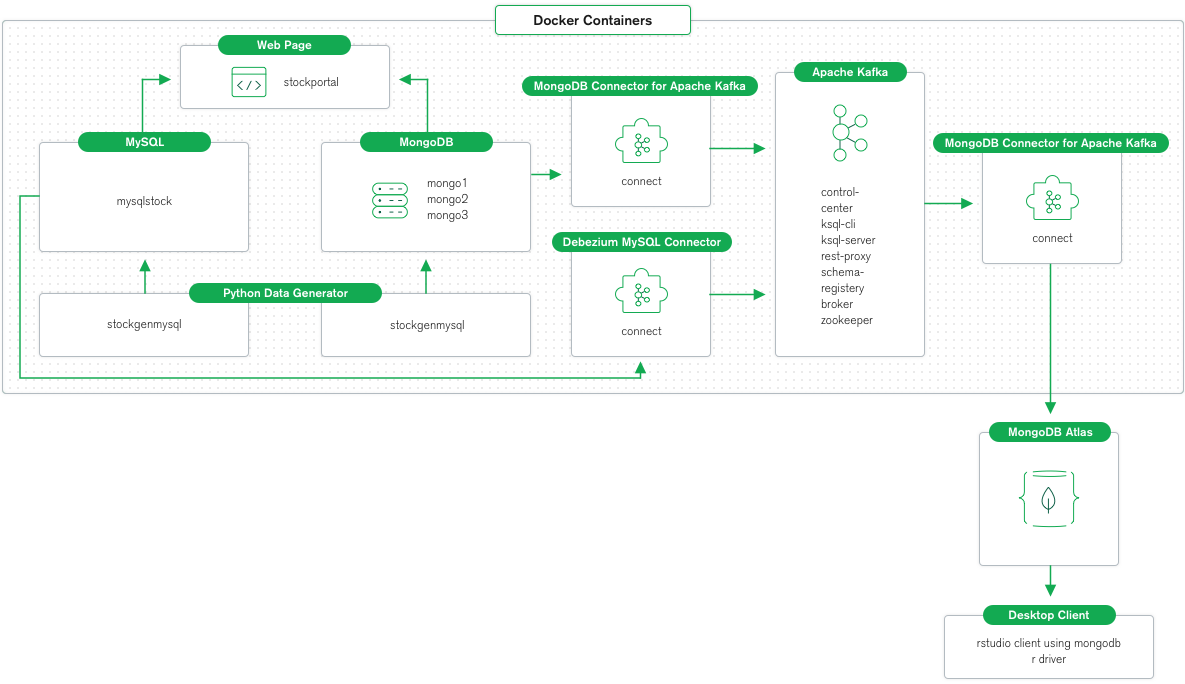 Docker Containers
Web Page
</>
stockportal
MySQL
mysqlstock
MongoDB
mongo1
mongo2
mongo3
Python Data Generator
stockgenmysql
stockgenmysql
MongoDB Connector for Apache Kafka
connect
Debezium MySQL Connector
connect
Apache Kafka
control-
center
ksql-cli
ksql-server
rest-proxy
schema-
registery
broker
zookeeper
MongoDB Connector for Apache Kafka
connect
MongoDB Atlas
Desktop Client
rstudio client using mongodb
r driver